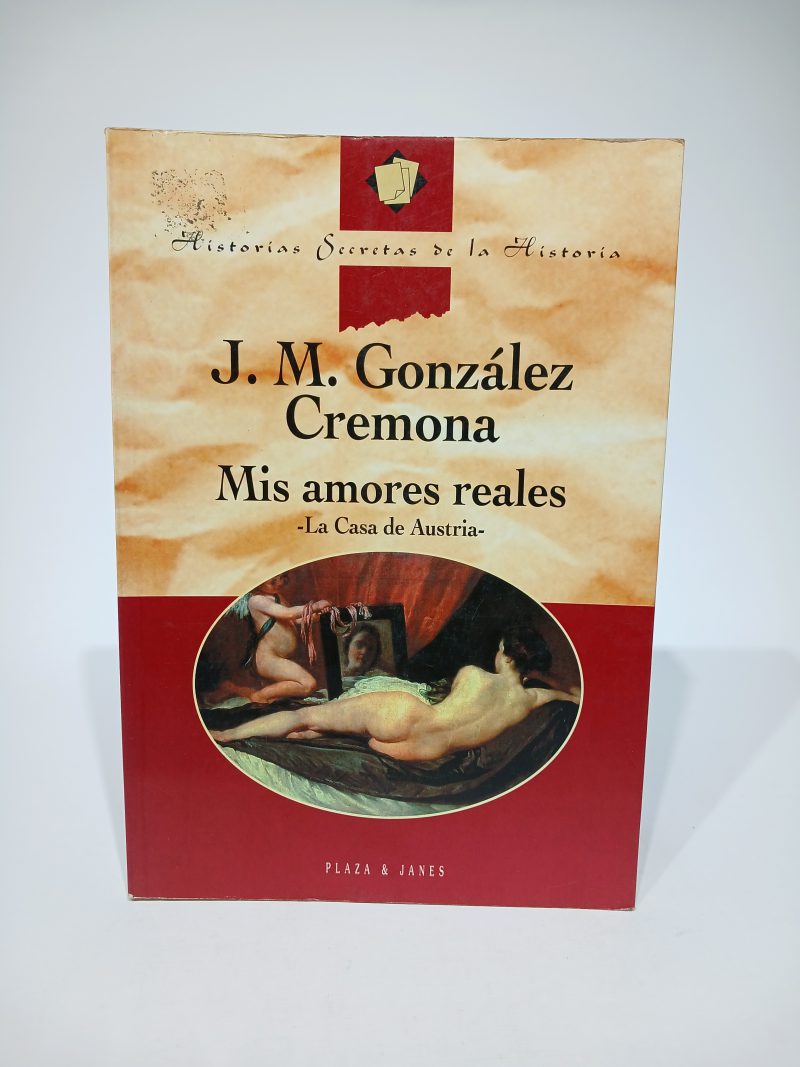 Historias Secretas de la Historia
J. M. González
Cremona
Mis amores reales
-La Casa de Austria-
PLAZA & JANES